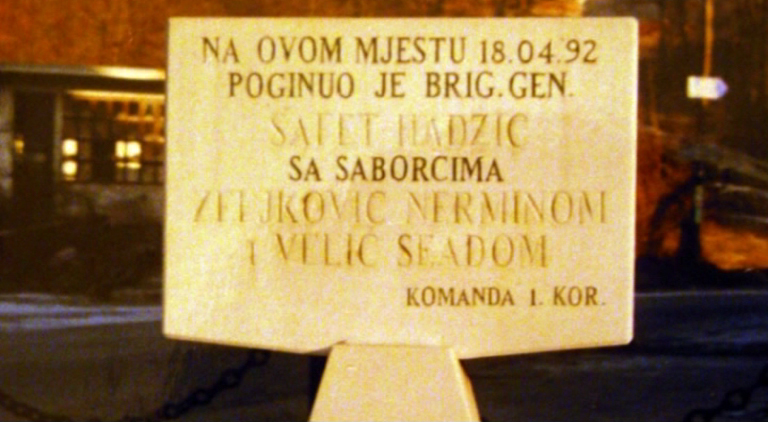 NA OVOM MJESTU 18.04.92
POGINUO JE BRIG. GEN.
SAFET HADZIC
SA SABORCIMA
ZELJKOVIC NERMINOM
I VELIC SEADOM
KOMANDA 1. KOR.